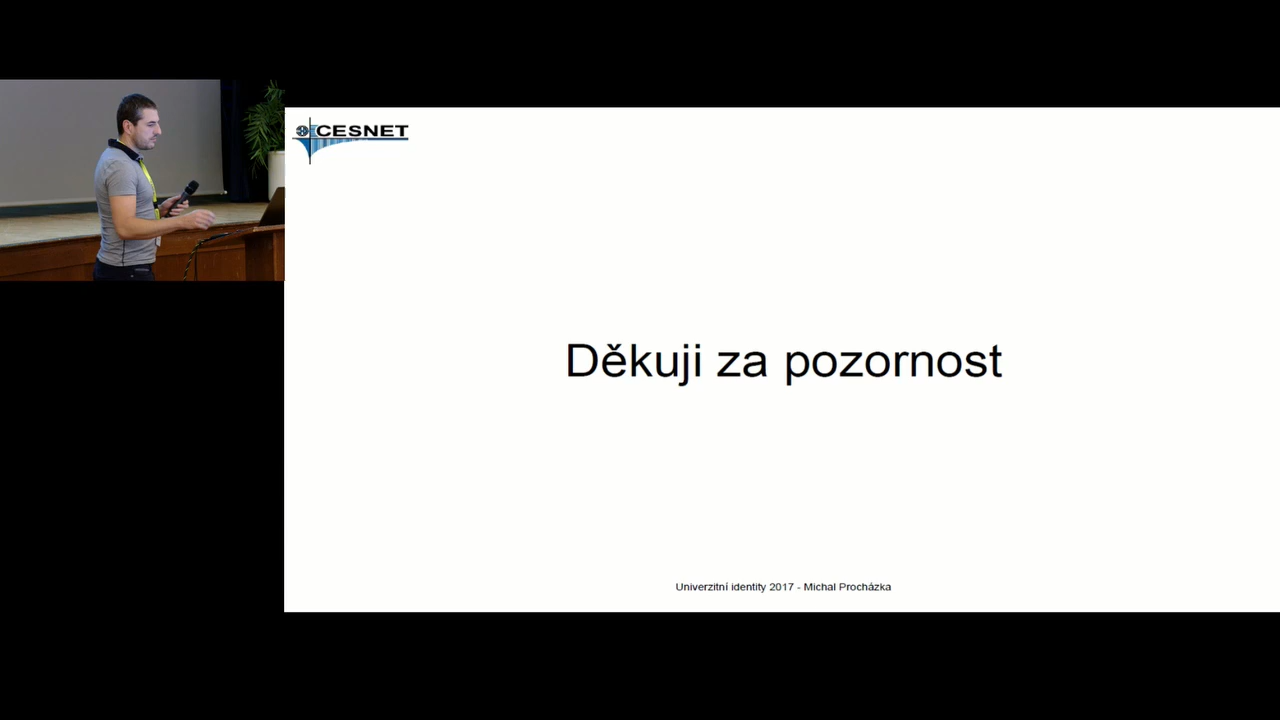 CESNET
Děkuji za pozornost
Univerzitní identity 2017 - Michal Procházka